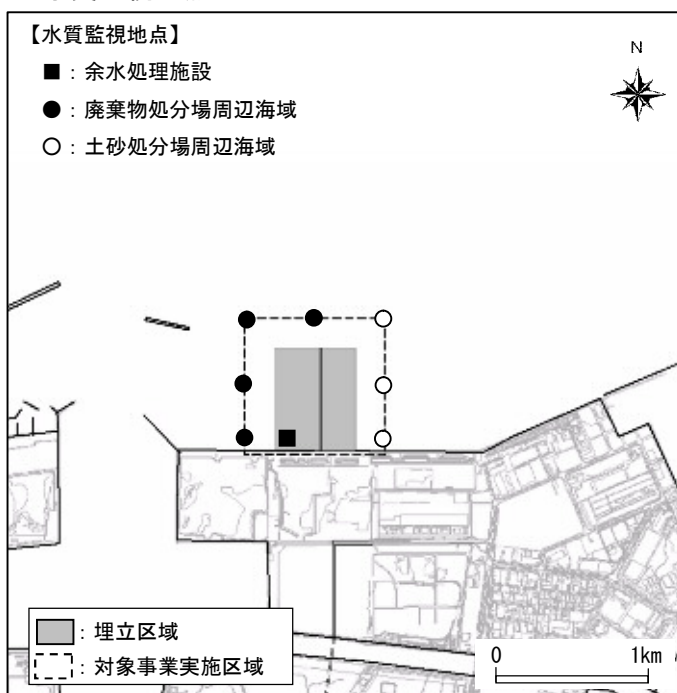 【水質監視地点】
■：余水処理施設
●：廃棄物処分場周辺海域
○：土砂処分場周辺海域
N
：埋立区域
：対象事業実施区域
0 1km